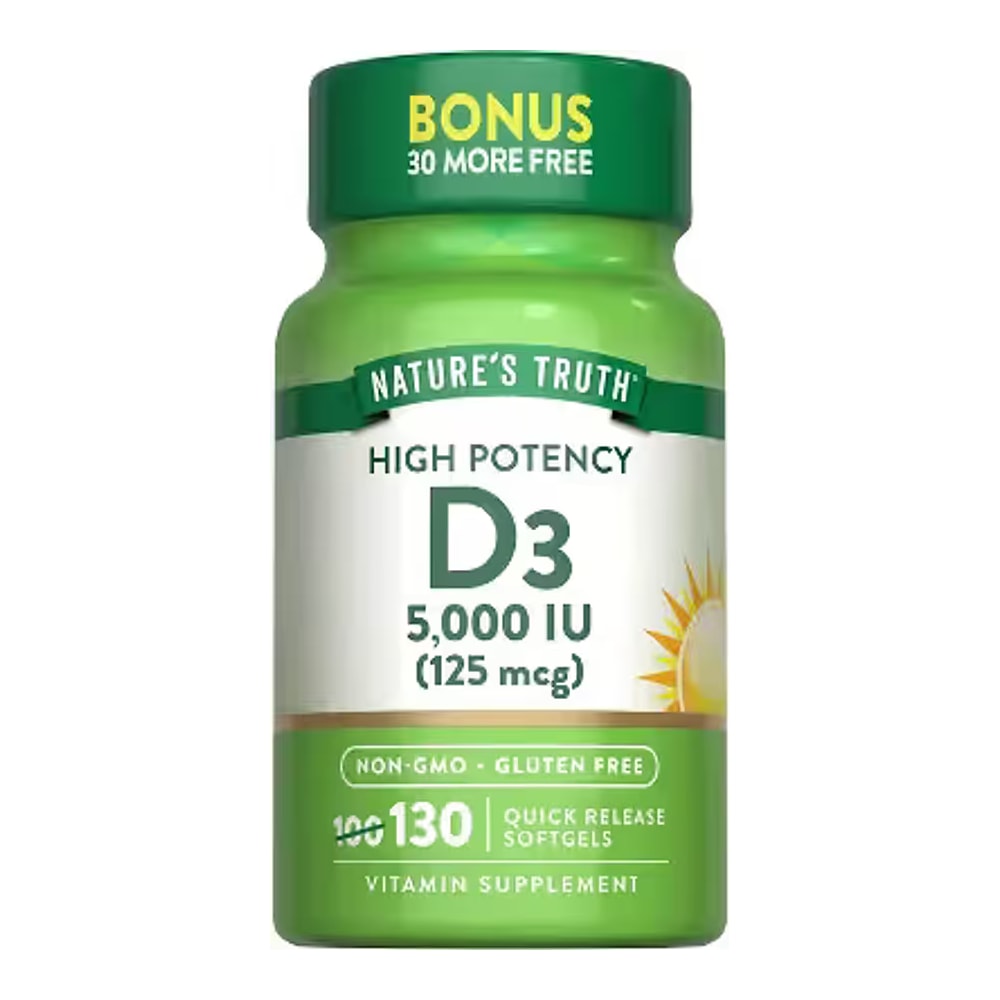 BONUS
30 MORE FREE
NATURE'S TRUTH
HIGH POTENCY
D3
5,000 IU
(125 mcg)
NON-GMO - GLUTEN FREE
100 130 QUICK RELEASE
SOFTGELS
VITAMIN SUPPLEMENT